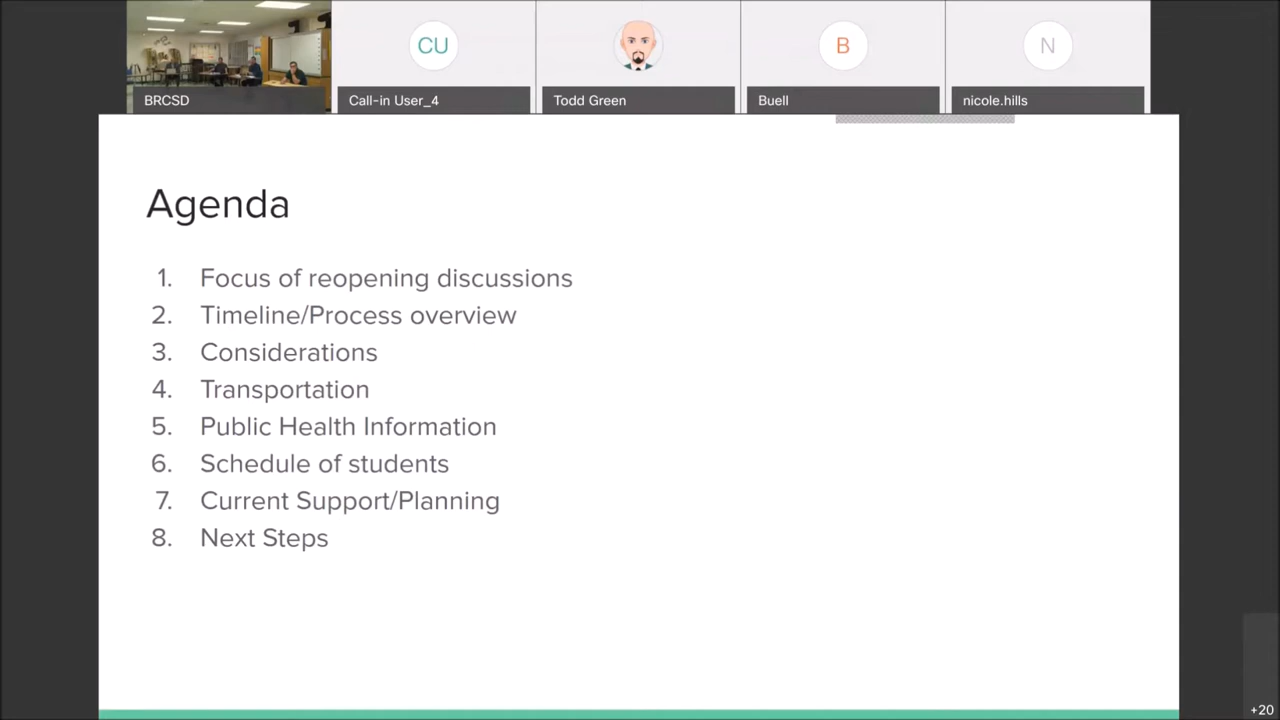 CU
B
N
BRCSD
Call-in User_4
Todd Green
Buell
nicole.hills
Agenda
1. Focus of reopening discussions
2. Timeline/Process overview
3. Considerations
4. Transportation
5. Public Health Information
6. Schedule of students
7. Current Support/Planning
8. Next Steps
+20